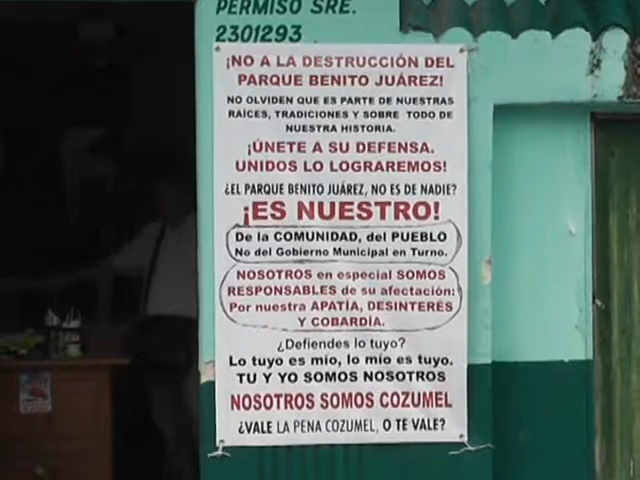 PERMISO SRE.
2301293
¡NO A LA DESTRUCCIÓN DEL
PARQUE BENITO JUÁREZ!
NO OLVIDEN QUE ES PARTE DE NUESTRAS
RAÍCES, TRADICIONES Y SOBRE TODO DE
NUESTRA HISTORIA.
¡ÚNETE A SU DEFENSA.
UNIDOS LO LOGRAREMOS!
¿EL PARQUE BENITO JUÁREZ, NO ES DE NADIE?
¡ES NUESTRO!
De la COMUNIDAD, del PUEBLO
No del Gobierno Municipal en Turno.
NOSOTROS en especial SOMOS
RESPONSABLES de su afectación:
Por nuestra APATÍA, DESINTERÉS
Y COBARDÍA.
¿Defiendes lo tuyo?
Lo tuyo es mío, lo mío es tuyo.
TU Y YO SOMOS NOSOTROS
NOSOTROS SOMOS COZUMEL
¿VALE LA PENA COZUMEL, O TE VALE?